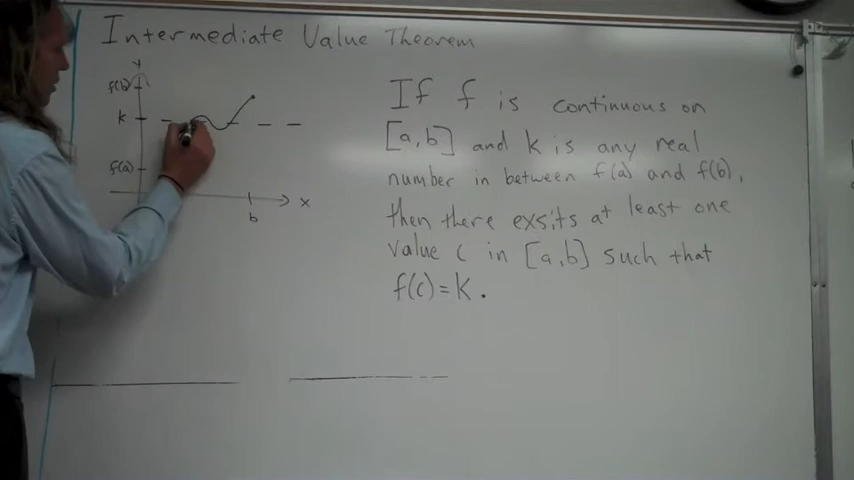 Intermediate Value Theorem
y
f(b)
k
f(a)
x
b
If f is continuous on
[a,b] and k is any real
number in between f(a) and f(b),
then there exsits at least one
value c in [a,b] such that
f(c)=k.